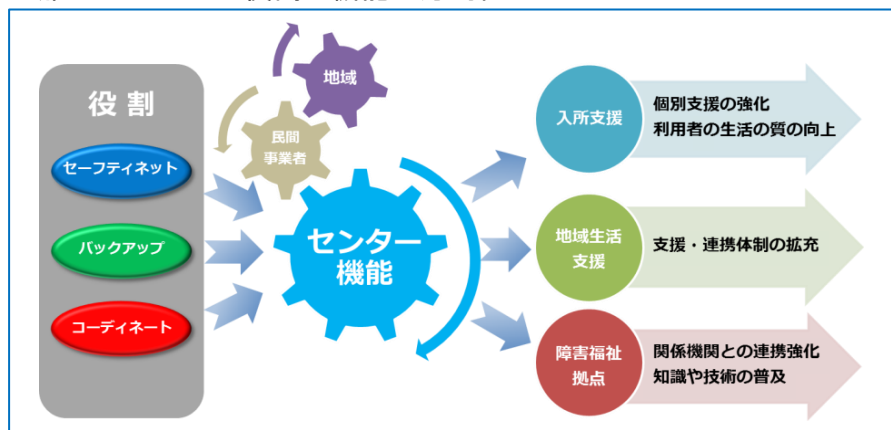 役割
セーフティネット
バックアップ
コーディネート
地域
民間
事業者
センター
機能
入所支援
個別支援の強化
利用者の生活の質の向上
地域生活
支援
支援・連携体制の拡充
障害福祉
拠点
関係機関との連携強化
知識や技術の普及